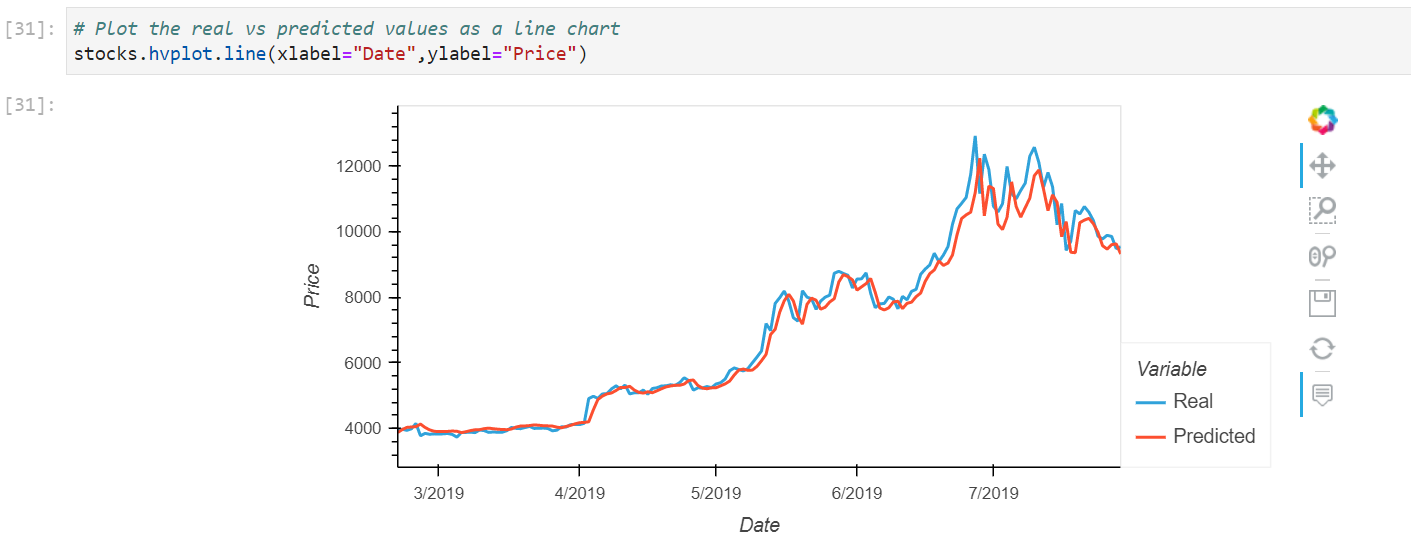 [31]: # Plot the real vs predicted values as a line chart
stocks.hvplot.line(xlabel="Date",ylabel="Price")
[31]:
12000
10000
8000
6000
4000
Price
3/2019 4/2019 5/2019 6/2019 7/2019
Date
Variable
Real
Predicted